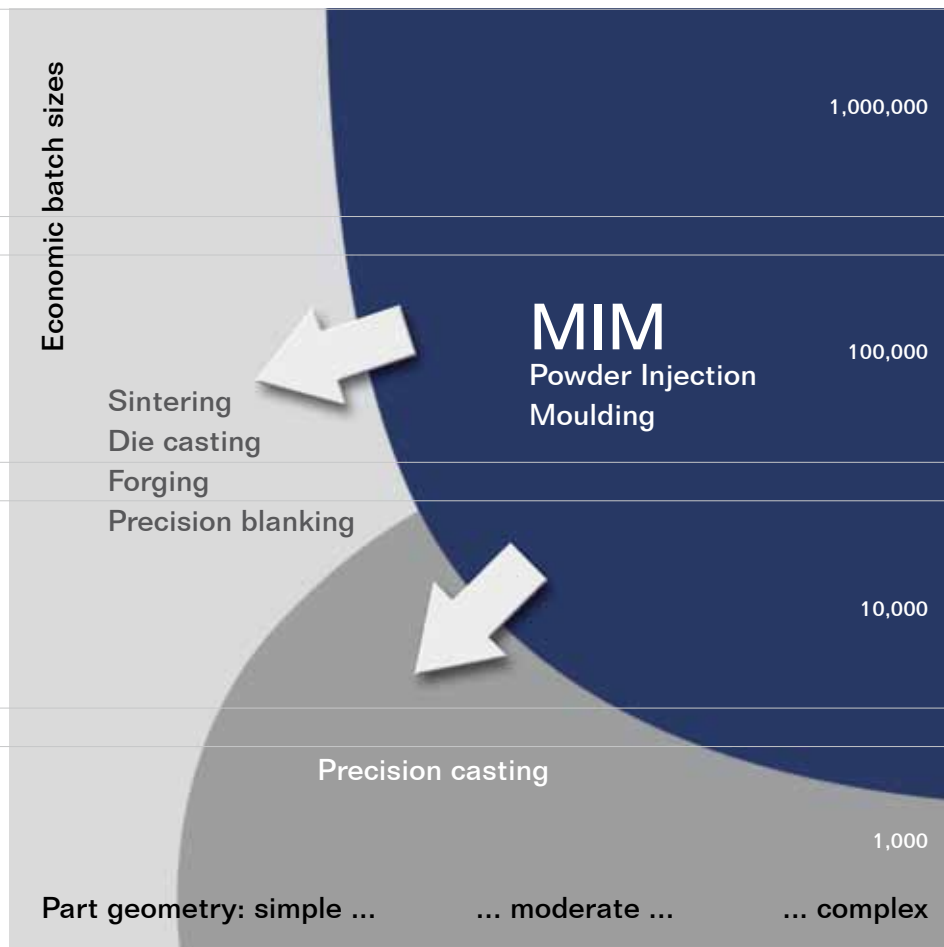 Economic batch sizes
1,000,000
MIM
Powder Injection
Moulding
100,000
Sintering
Die casting
Forging
Precision blanking
10,000
Precision casting
1,000
Part geometry: simple ... ... moderate ... ... complex